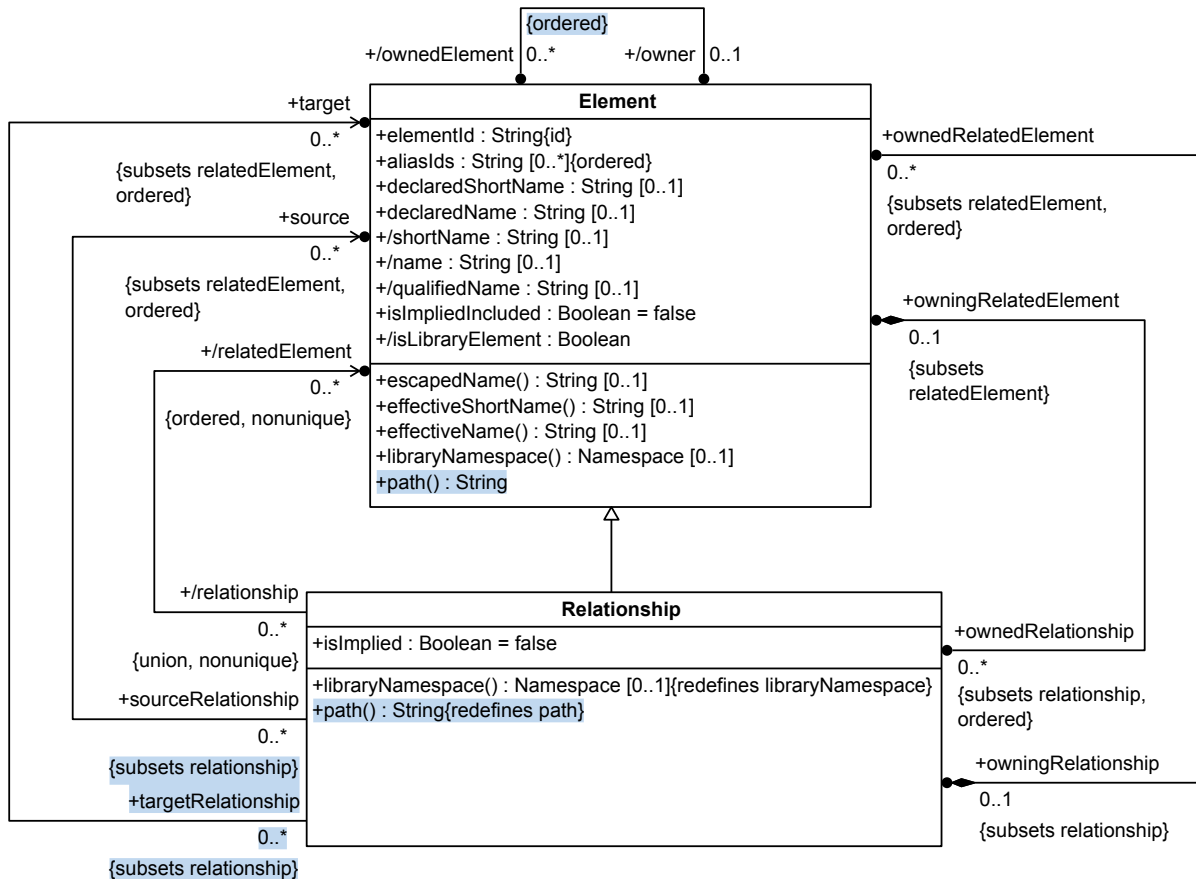 {ordered}
+/ownedElement 0..* +/owner 0..1
Element
+elementId : String{id}
+aliasIds : String [0..*]{ordered}
+declaredShortName : String [0..1]
+declaredName : String [0..1]
+/shortName : String [0..1]
+/name : String [0..1]
+/qualifiedName : String [0..1]
+isImpliedIncluded : Boolean = false
+/isLibraryElement : Boolean
+escapedName() : String [0..1]
+effectiveShortName() : String [0..1]
+effectiveName() : String [0..1]
+libraryNamespace() : Namespace [0..1]
+path() : String
+target
0..*
{subsets relatedElement,
ordered}
+source
0..*
{subsets relatedElement,
ordered}
+/relatedElement
0..*
{ordered, nonunique}
+ownedRelatedElement
0..*
{subsets relatedElement,
ordered}
+owningRelatedElement
0..1
{subsets
relatedElement}
+/relationship
0..*
{union, nonunique}
+sourceRelationship
0..*
{subsets relationship}
+targetRelationship
0..*
{subsets relationship}
Relationship
+isImplied : Boolean = false
+libraryNamespace() : Namespace [0..1]{redefines libraryNamespace}
+path() : String{redefines path}
+ownedRelationship
0..*
{subsets relationship,
ordered}
+owningRelationship
0..1
{subsets relationship}